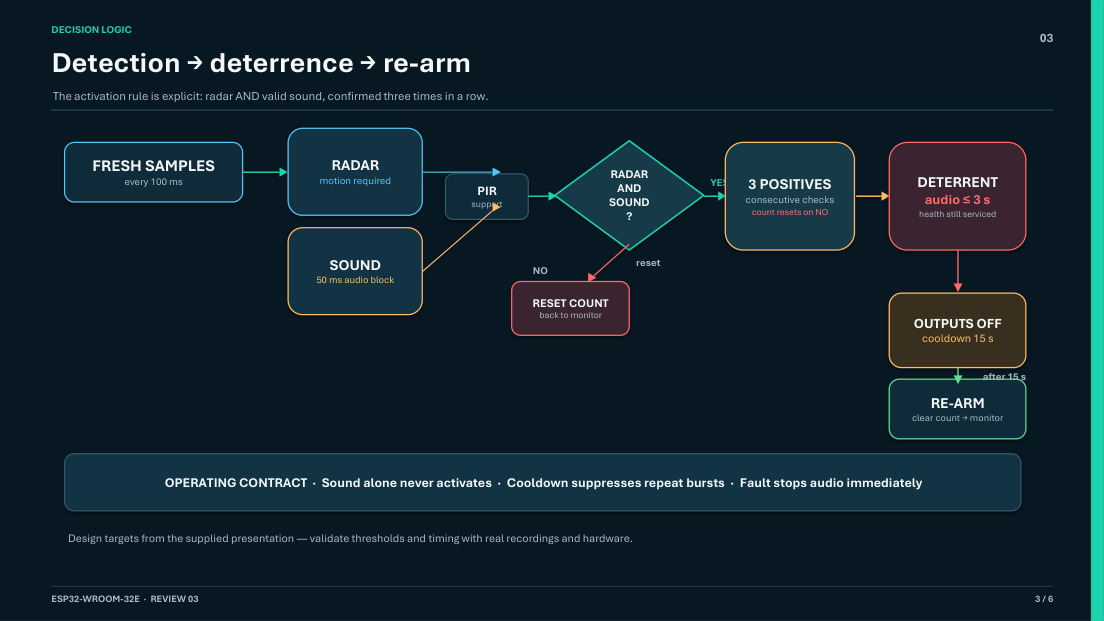 DECISION LOGIC
03
Detection → deterrence → re-arm
The activation rule is explicit: radar AND valid sound, confirmed three times in a row.
FRESH SAMPLES
every 100 ms
RADAR
motion required
SOUND
50 ms audio block
PIR
support
RADAR
AND
SOUND
?
YES
NO
reset
RESET COUNT
back to monitor
3 POSITIVES
consecutive checks
count resets on NO
DETERRENT
audio ≤ 3 s
health still serviced
OUTPUTS OFF
cooldown 15 s
after 15 s
RE-ARM
clear count → monitor
OPERATING CONTRACT · Sound alone never activates · Cooldown suppresses repeat bursts · Fault stops audio immediately
Design targets from the supplied presentation — validate thresholds and timing with real recordings and hardware.
ESP32-WROOM-32E · REVIEW 03
3 / 6